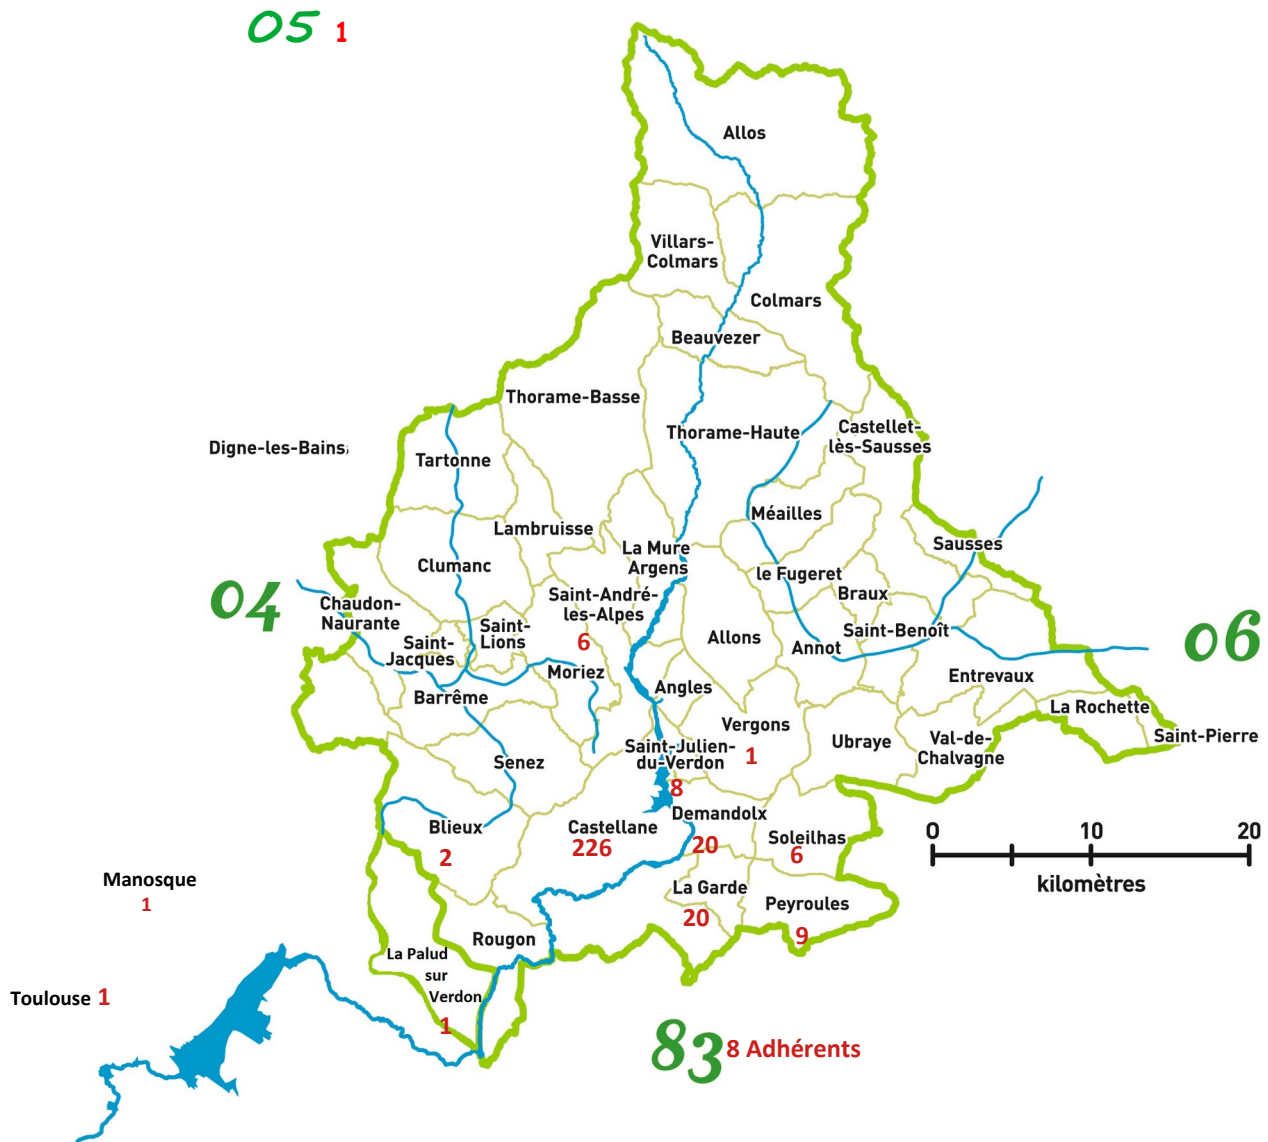 05 1
Allos
Villars-
Colmars
Colmars
Beauvezer
Thorame-Basse
Thorame-Haute
Castellet-
lès-Sausses
Digne-les-Bains
Tartonne
Méailles
Lambruisse
Sausses
La Mure
Argens
Clumanc
le Fugeret
Braux
04
Chaudon-
Naurante
Saint-André-
les-Alpes
6
Saint-
Lions
Saint-
Jacques
Allons
Annot
Saint-Benoît
06
Moriez
Barrême
Angles
Entrevaux
La Rochette
Saint-Pierre
Vergons
1
Ubraye
Val-de-
Chalvagne
Senez
Saint-Julien-
du-Verdon
8
Blieux
2
Castellane
226
Demandolx
20
Soleilhas
6
0 10 20
kilomètres
Manosque
1
La Garde
20
Peyroules
9
Rougon
La Palud
sur
Verdon
1
Toulouse 1
83 8 Adhérents